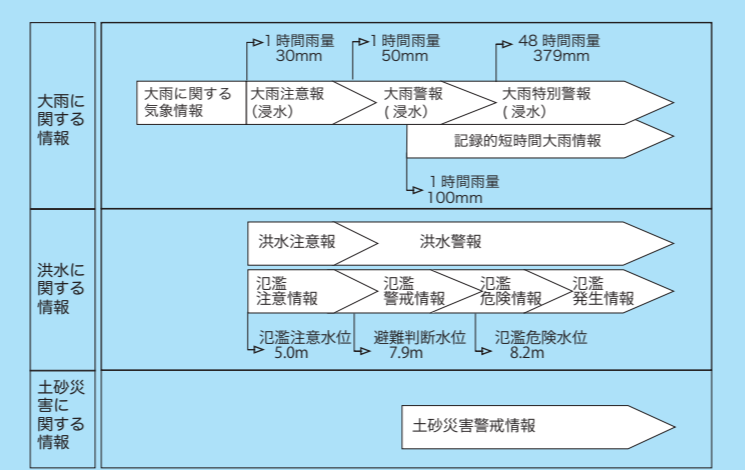 大雨に
関する
情報
1時間雨量
30mm
1時間雨量
50mm
48時間雨量
379mm
大雨に関する
気象情報
大雨注意報
(浸水)
大雨警報
(浸水)
大雨特別警報
(浸水)
記録的短時間大雨情報
1時間雨量
100mm
洪水に
関する
情報
洪水注意報
洪水警報
氾濫
注意情報
氾濫
警戒情報
氾濫
危険情報
氾濫
発生情報
氾濫注意水位
5.0m
避難判断水位
7.9m
氾濫危険水位
8.2m
土砂災
害に
関する
情報
土砂災害警戒情報